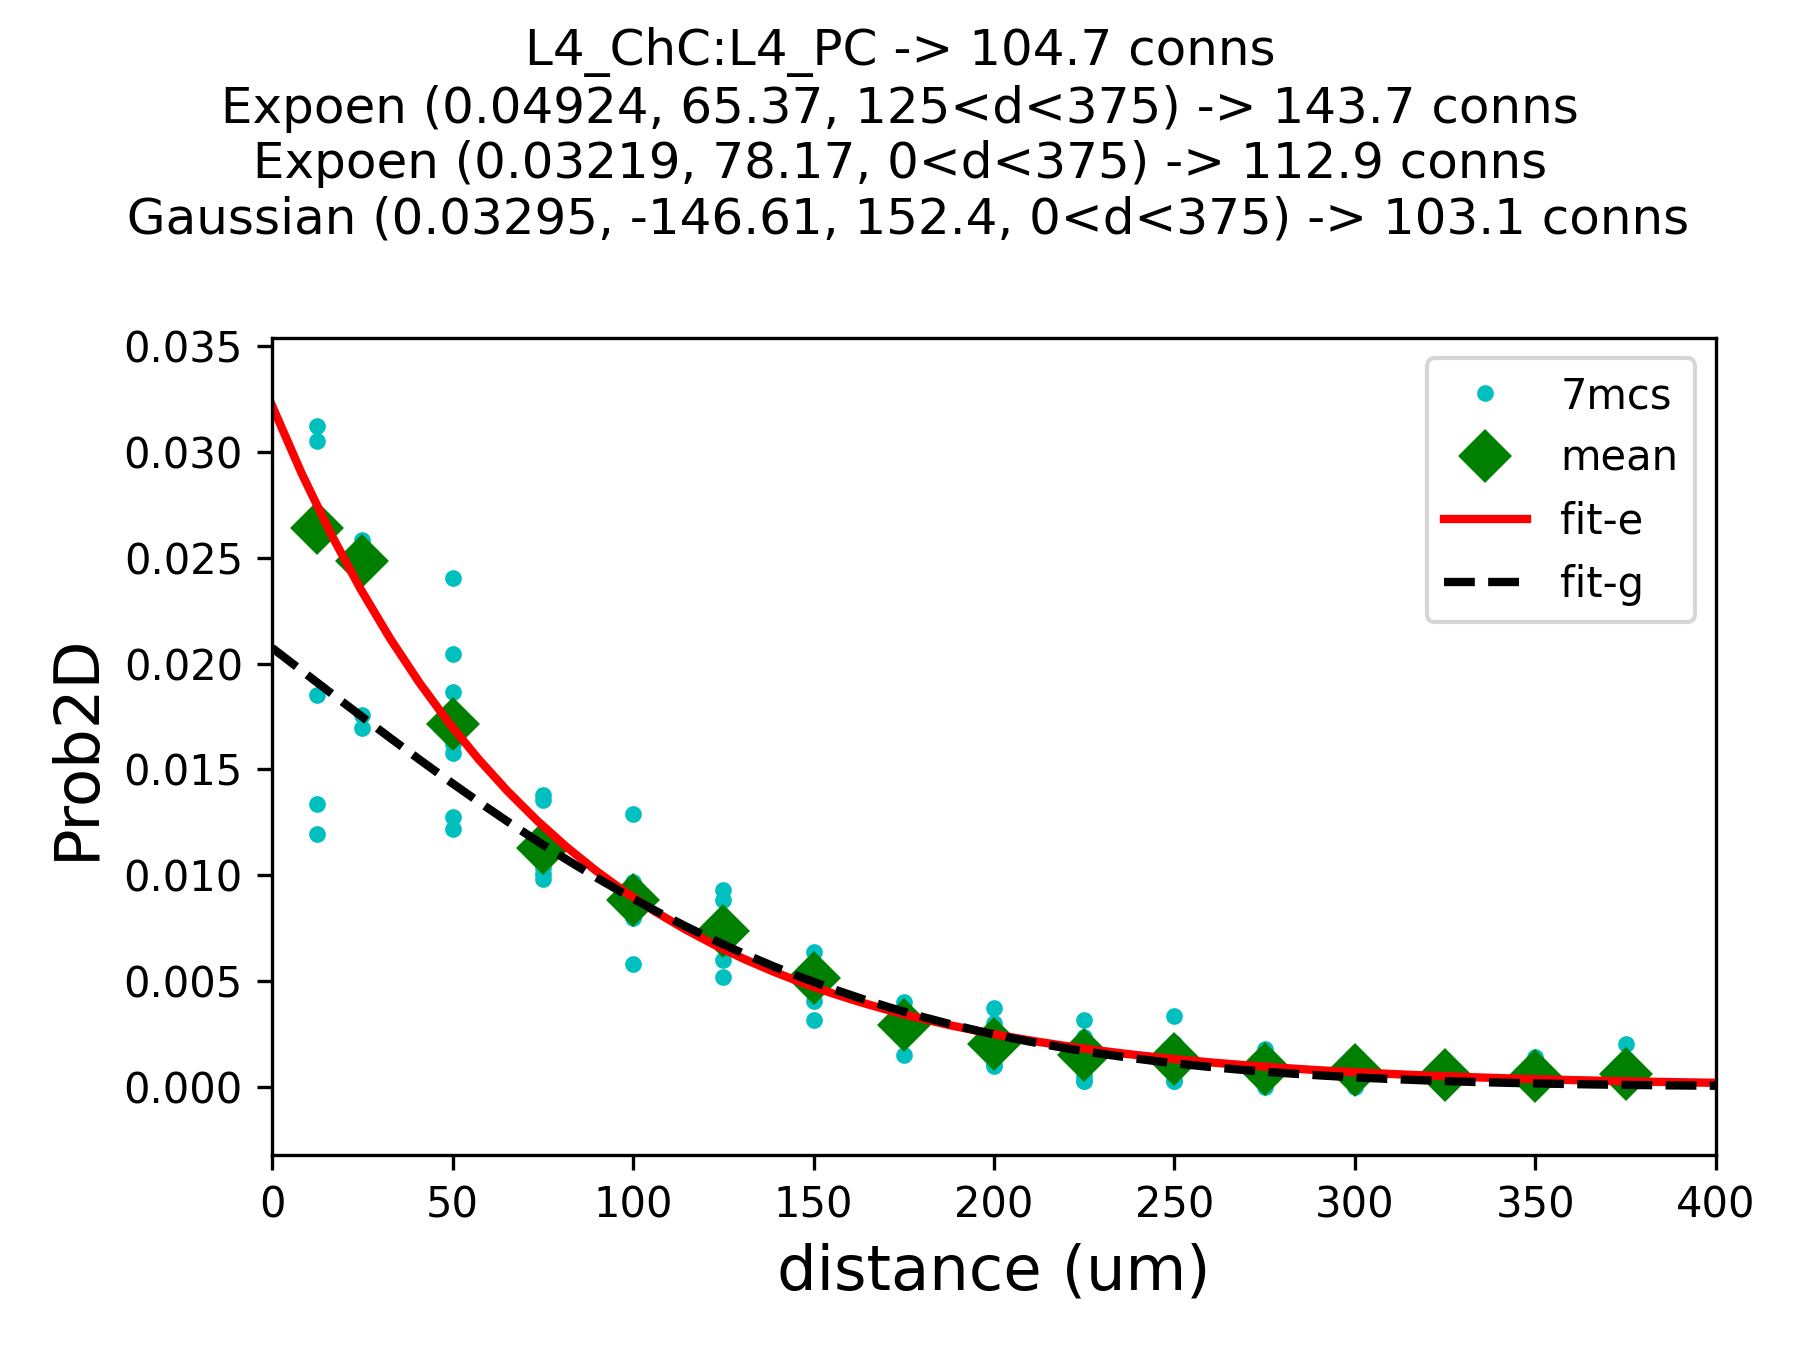 L4_ChC:L4_PC -> 104.7 conns
Expoen (0.04924, 65.37, 125<d<375) -> 143.7 conns
Expoen (0.03219, 78.17, 0<d<375) -> 112.9 conns
Gaussian (0.03295, -146.61, 152.4, 0<d<375) -> 103.1 conns
0.035
0.030
0.025
0.020
0.015
0.010
0.005
0.000
Prob2D
7mcs
mean
fit-e
fit-g
0 50 100 150 200 250 300 350 400
distance (um)